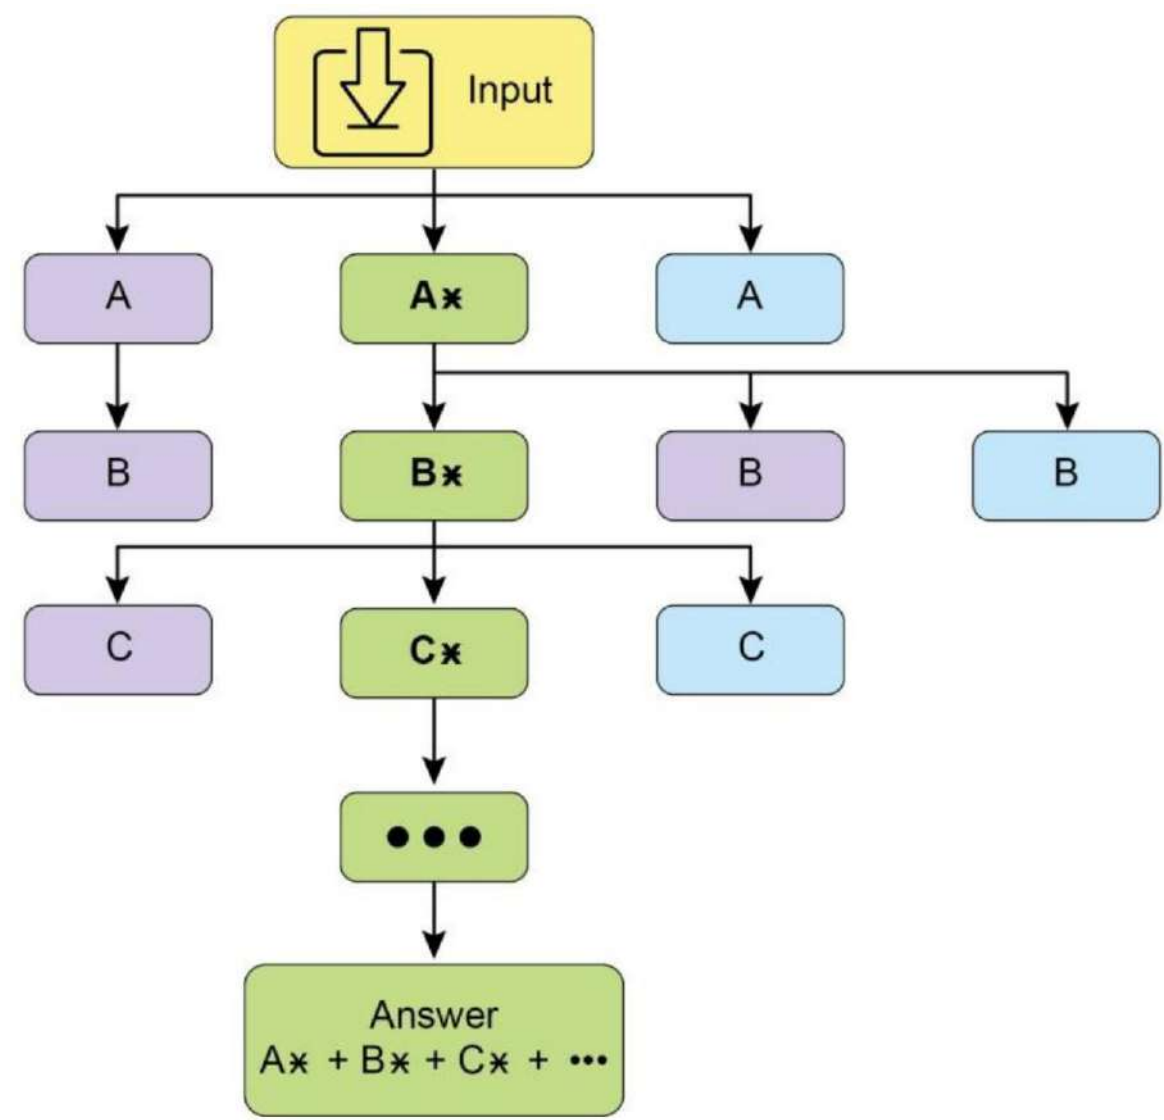 Input
A
A*
A
B
B*
B
B
C
C*
C
•••
Answer
A* + B* + C* + •••